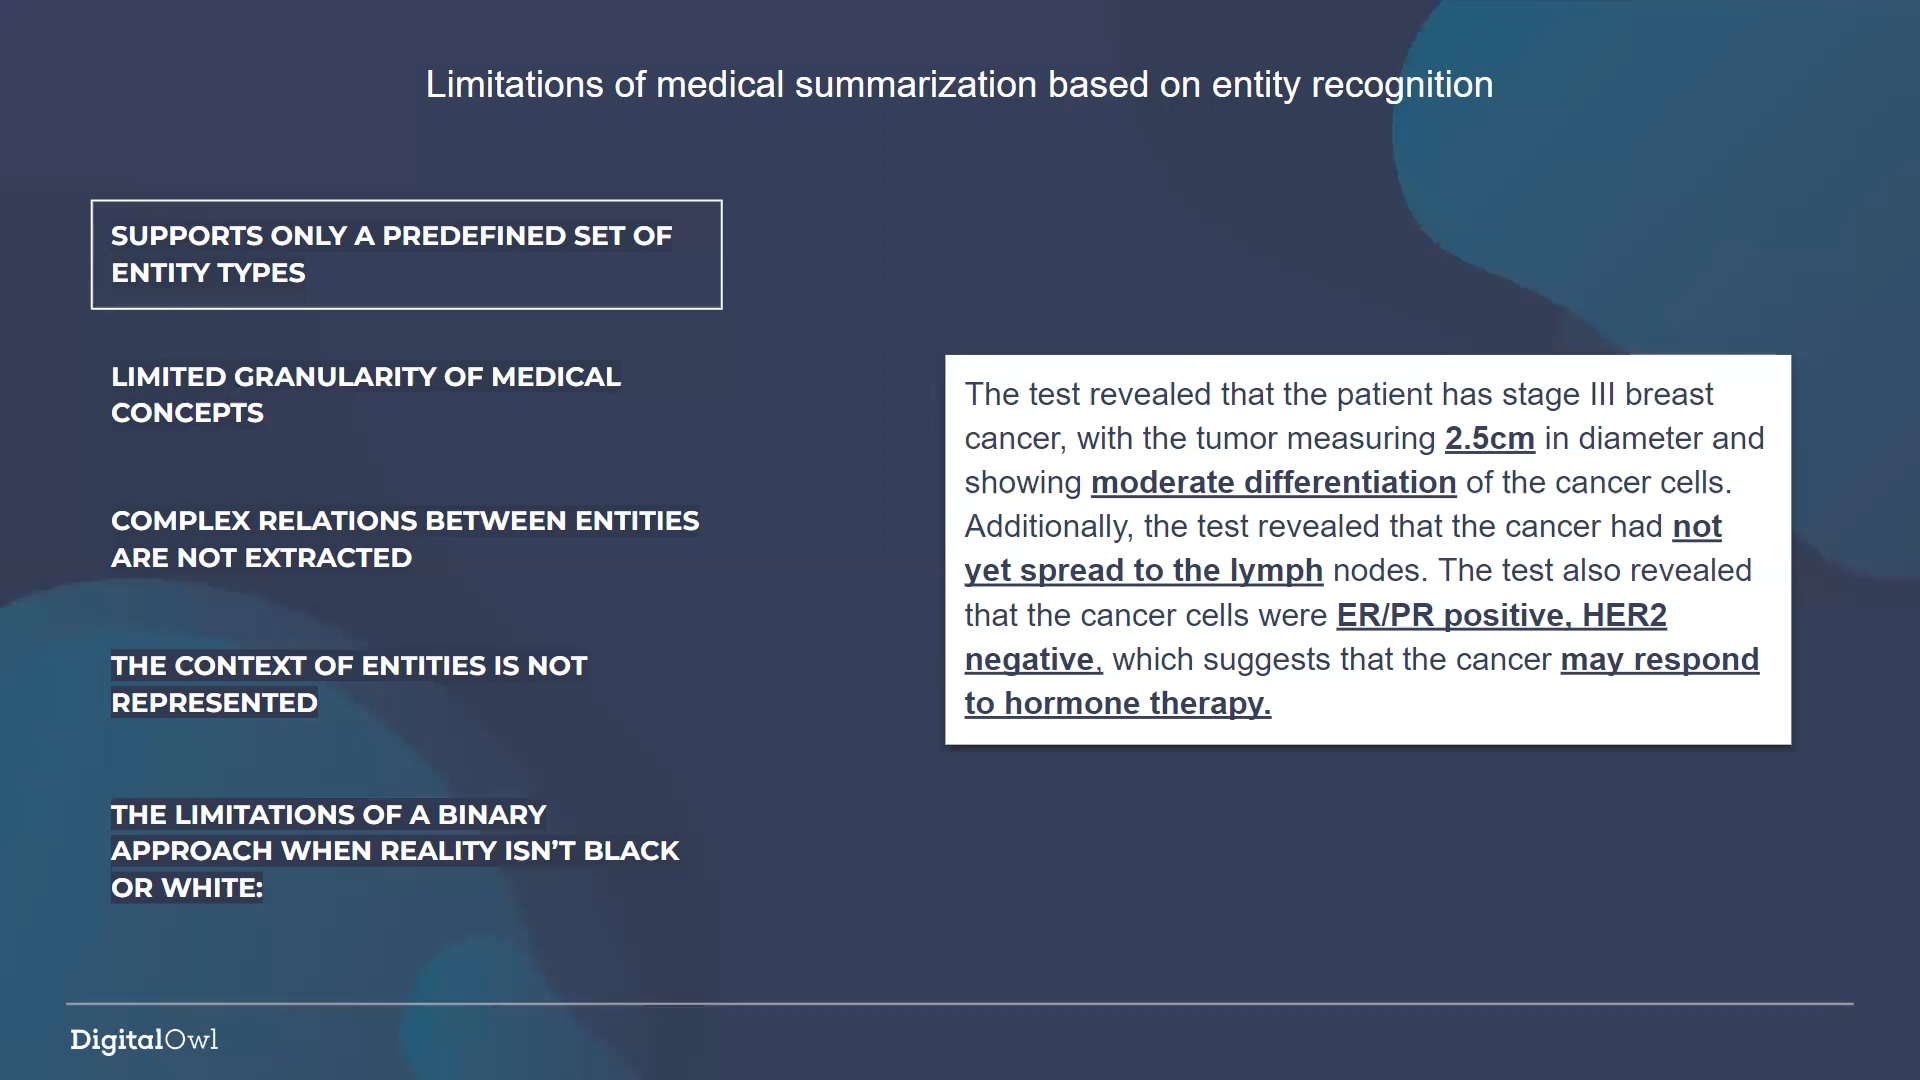 Limitations of medical summarization based on entity recognition
SUPPORTS ONLY A PREDEFINED SET OF
ENTITY TYPES
LIMITED GRANULARITY OF MEDICAL
CONCEPTS
COMPLEX RELATIONS BETWEEN ENTITIES
ARE NOT EXTRACTED
THE CONTEXT OF ENTITIES IS NOT
REPRESENTED
THE LIMITATIONS OF A BINARY
APPROACH WHEN REALITY ISN’T BLACK
OR WHITE:
The test revealed that the patient has stage III breast
cancer, with the tumor measuring 2.5cm in diameter and
showing moderate differentiation of the cancer cells.
Additionally, the test revealed that the cancer had not
yet spread to the lymph nodes. The test also revealed
that the cancer cells were ER/PR positive, HER2
negative, which suggests that the cancer may respond
to hormone therapy.
DigitalOwl